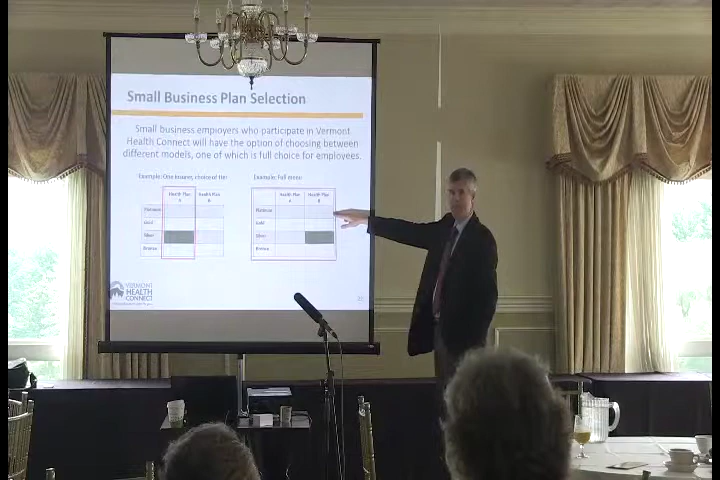 Small Business Plan Selection
Small business employers who participate in Vermont
Health Connect will have the option of choosing between
different models, one of which is full choice for employees.
Example: One insurer, choice of tier
Health Plan A
Health Plan B
Platinum
Gold
Silver
Bronze
Example: Full menu
Health Plan A
Health Plan B
Platinum
Gold
Silver
Bronze
VERMONT
HEALTH
CONNECT